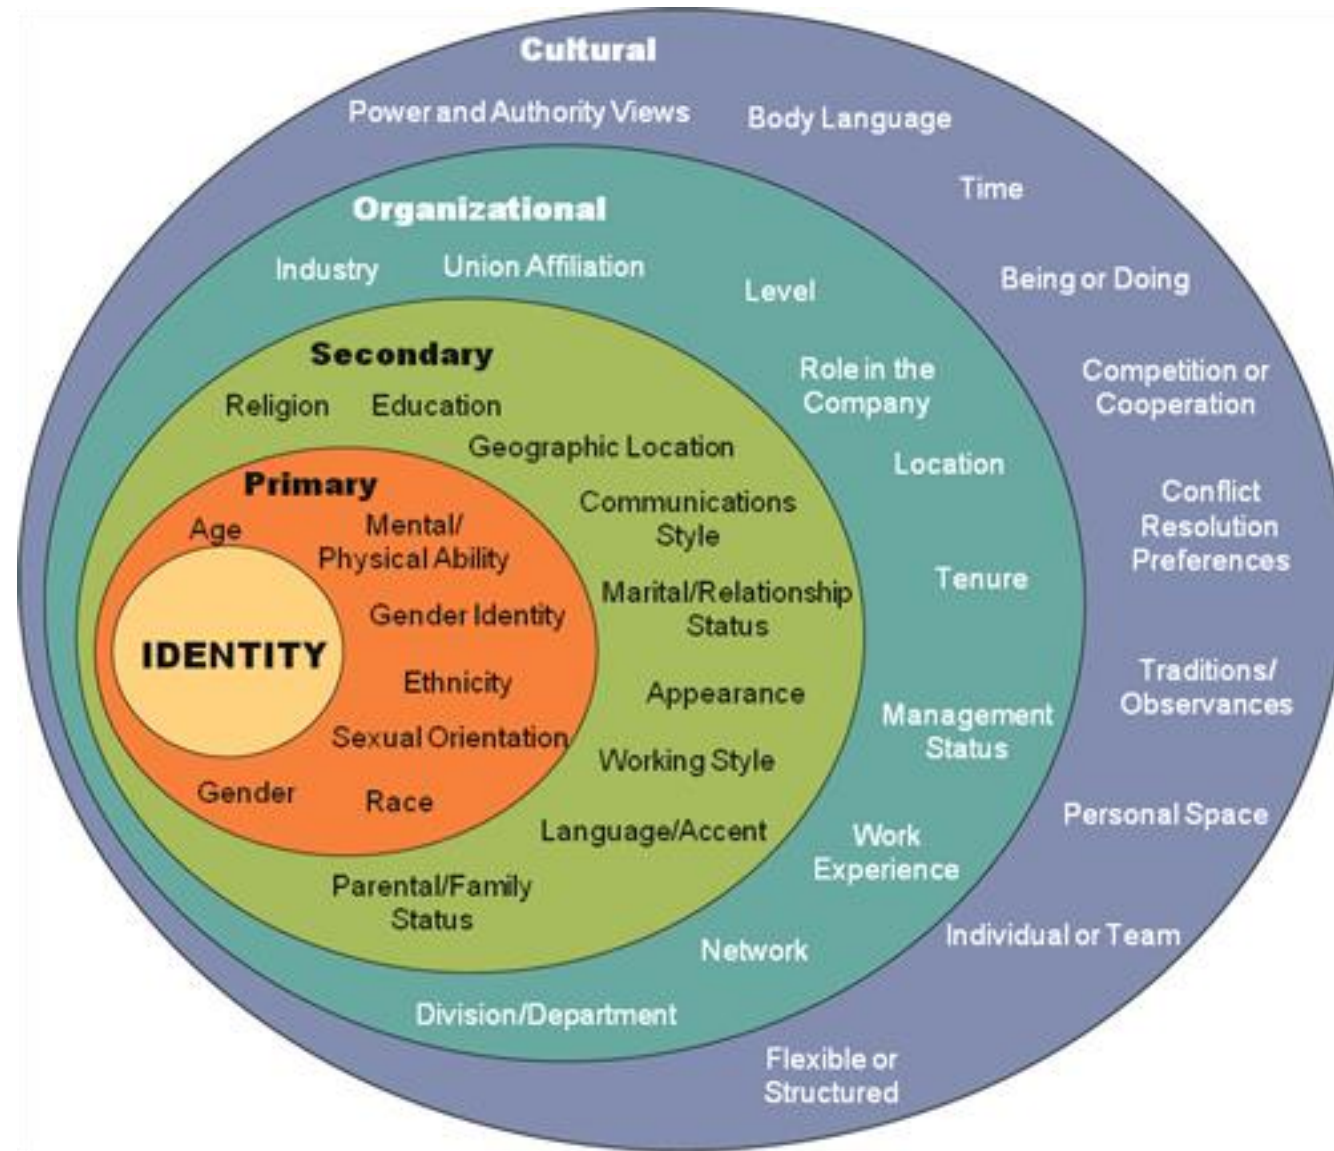 Cultural
Power and Authority Views
Body Language
Time
Being or Doing
Competition or
Cooperation
Conflict
Resolution
Preferences
Traditions/
Observances
Personal Space
Individual or Team
Flexible or
Structured
Organizational
Industry
Union Affiliation
Level
Role in the
Company
Location
Tenure
Management
Status
Work
Experience
Network
Division/Department
Secondary
Religion
Education
Geographic Location
Communications
Style
Marital/Relationship
Status
Appearance
Working Style
Language/Accent
Parental/Family
Status
Primary
Age
Mental/
Physical Ability
Gender Identity
Ethnicity
Sexual Orientation
Gender
Race
IDENTITY